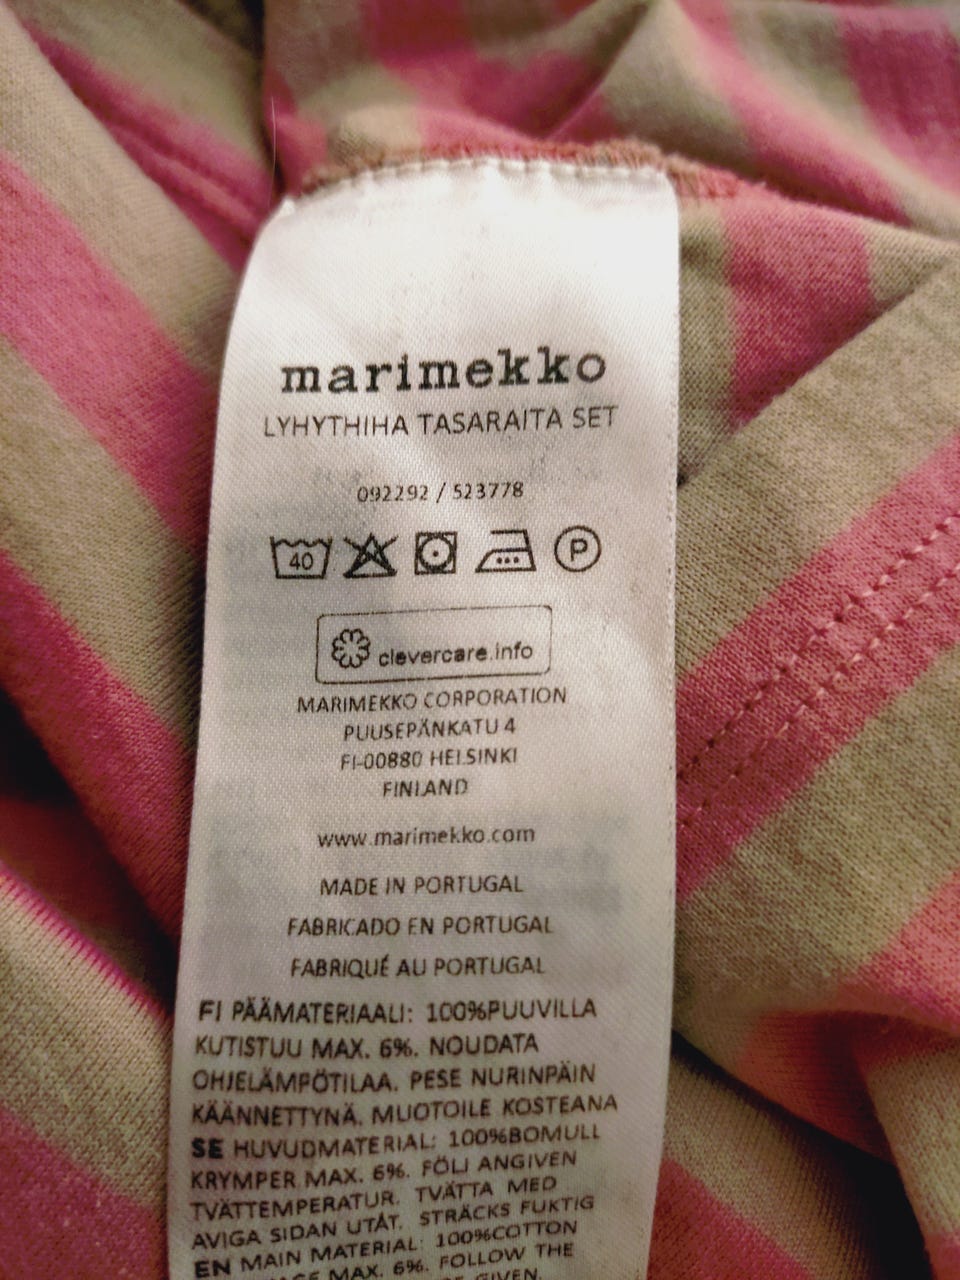 marimekko
LYHYTHIHA TASARAITA SET
092292 / 523778
40 P
clevercare.info
MARIMEKKO CORPORATION
PUUSEPÄNKATU 4
FI-00880 HELSINKI
FINLAND
www.marimekko.com
MADE IN PORTUGAL
FABRICADO EN PORTUGAL
FABRIQUÉ AU PORTUGAL
FI PÄÄMATERIAALI: 100%PUUVILLA
KUTISTUU MAX. 6%. NOUDATA
OHJELÄMPÖTILAA. PESE NURINPÄIN
KÄÄNNETTYNÄ. MUOTOILE KOSTEANA
SE HUVUDMATERIAL: 100%BOMULL
KRYMPER MAX. 6%. FÖLJ ANGIVEN
TVÄTTEMPERATUR. TVÄTTA MED
AVIGA SIDAN UTÅT. STRÄCKS FUKTIG
EN MAIN MATERIAL: 100%COTTON
MAX. 6%. FOLLOW THE
GIVEN.